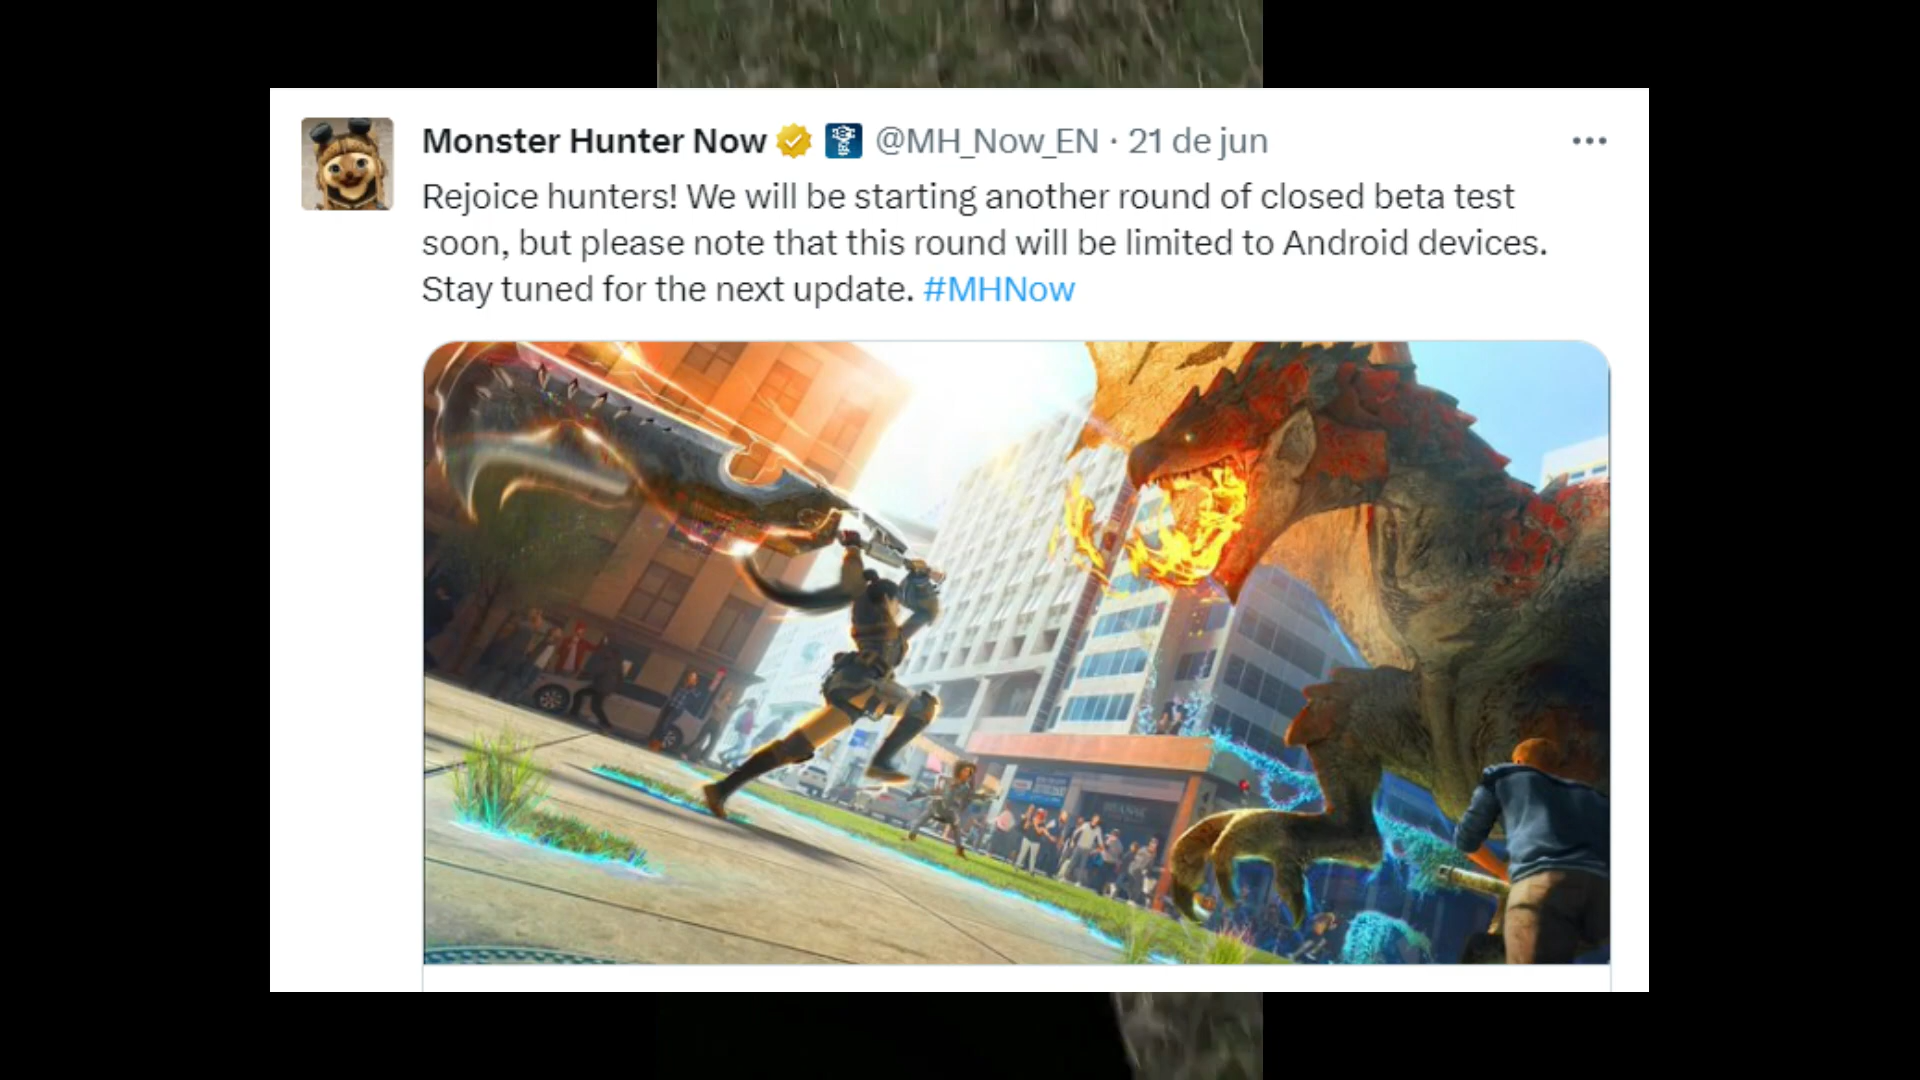 Monster Hunter Now @MH_Now_EN · 21 de jun
Rejoice hunters! We will be starting another round of closed beta test
soon, but please note that this round will be limited to Android devices.
Stay tuned for the next update. #MHNow